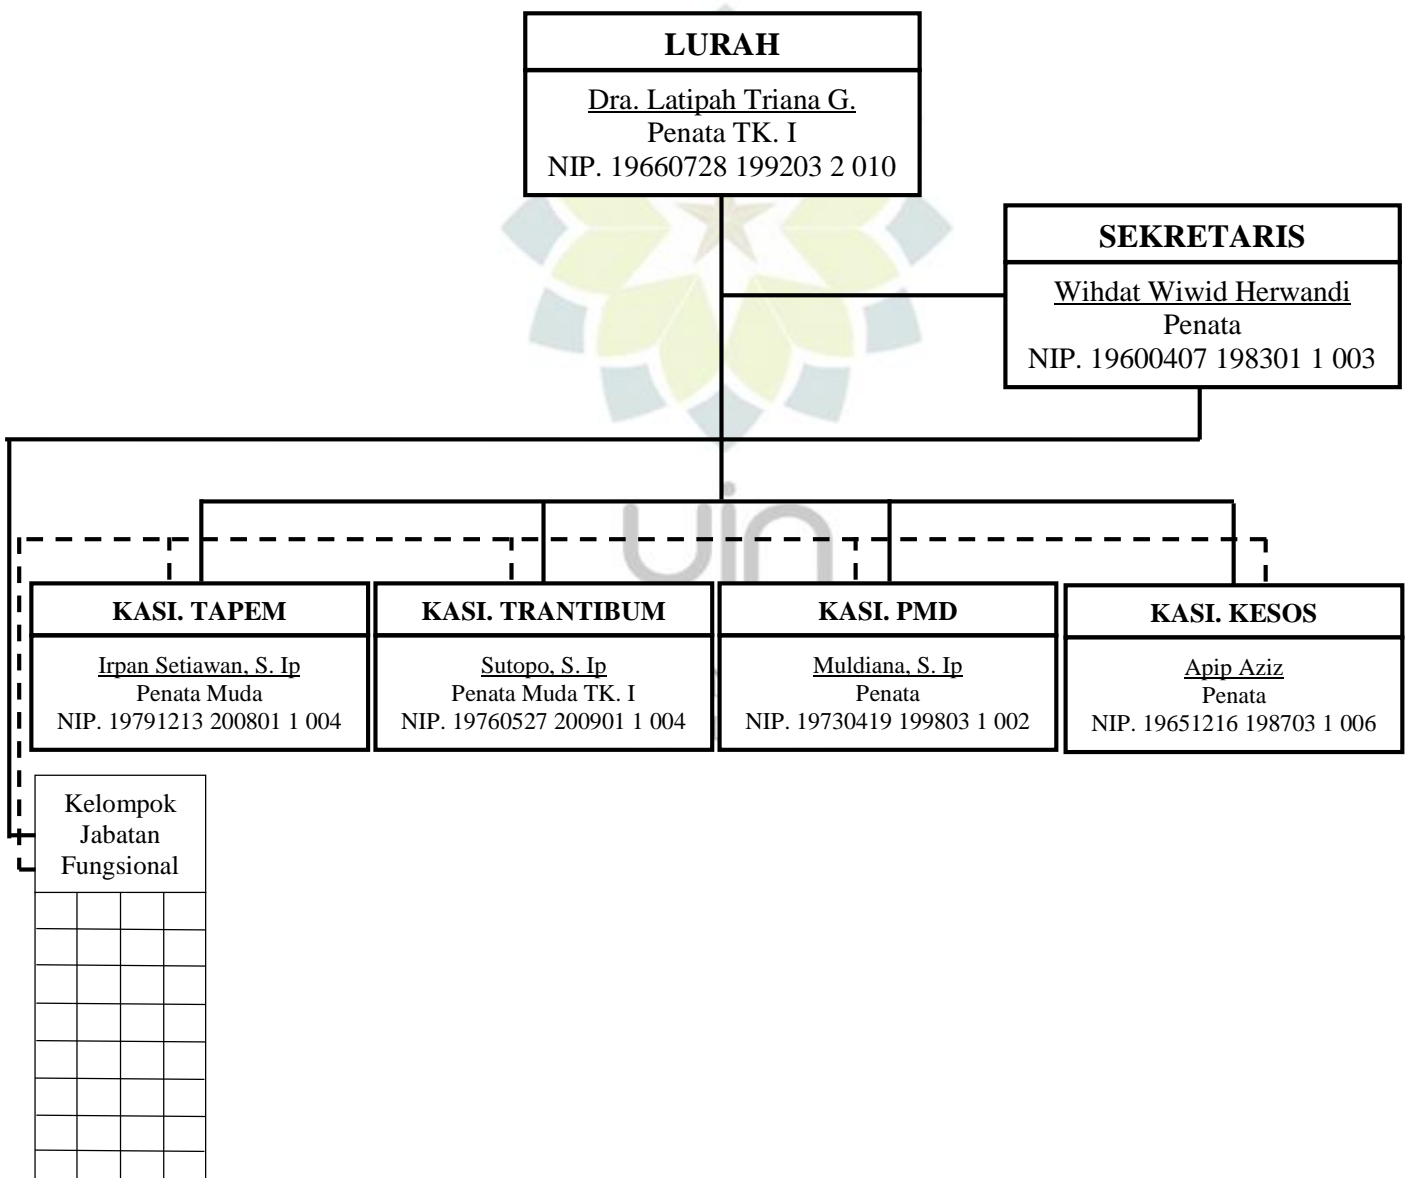 LURAH
Dra. Latipah Triana G.
Penata TK. I
NIP. 19660728 199203 2 010
SEKRETARIS
Wihdat Wiwid Herwandi
Penata
NIP. 19600407 198301 1 003
uin
KASI. TAPEM
Irpan Setiawan, S. Ip
Penata Muda
NIP. 19791213 200801 1 004
KASI. TRANTIBUM
Sutopo, S. Ip
Penata Muda TK. I
NIP. 19760527 200901 1 004
KASI. PMD
Muldiana, S. Ip
Penata
NIP. 19730419 199803 1 002
KASI. KESOS
Apip Aziz
Penata
NIP. 19651216 198703 1 006
Kelompok
Jabatan
Fungsional